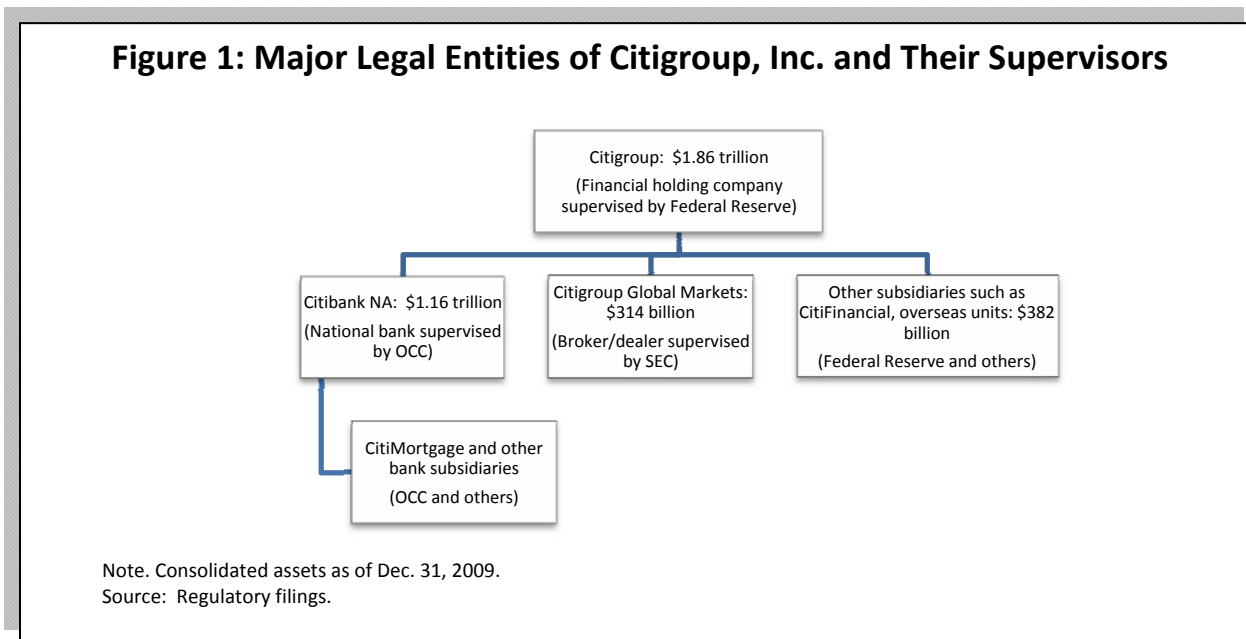 Figure 1: Major Legal Entities of Citigroup, Inc. and Their Supervisors
Citigroup: $1.86 trillion
(Financial holding company
supervised by Federal Reserve)
Citibank NA: $1.16 trillion
(National bank supervised
by OCC)
Citigroup Global Markets:
$314 billion
(Broker/dealer supervised
by SEC)
Other subsidiaries such as
CitiFinancial, overseas units: $382
billion
(Federal Reserve and others)
CitiMortgage and other
bank subsidiaries
(OCC and others)
Note. Consolidated assets as of Dec. 31, 2009.
Source: Regulatory filings.